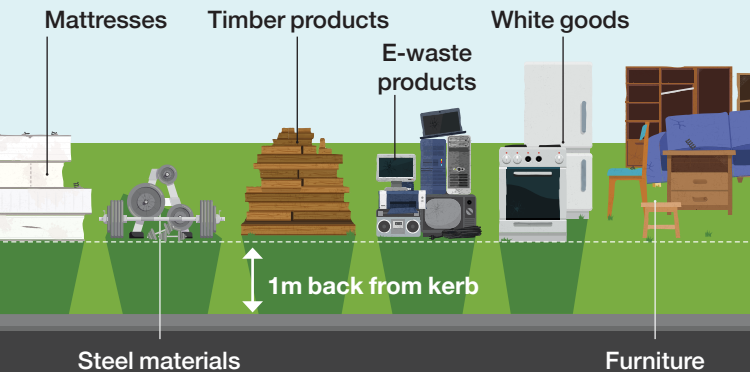 Mattresses
Timber products
White goods
E-waste
products
1m back from kerb
Steel materials
Furniture